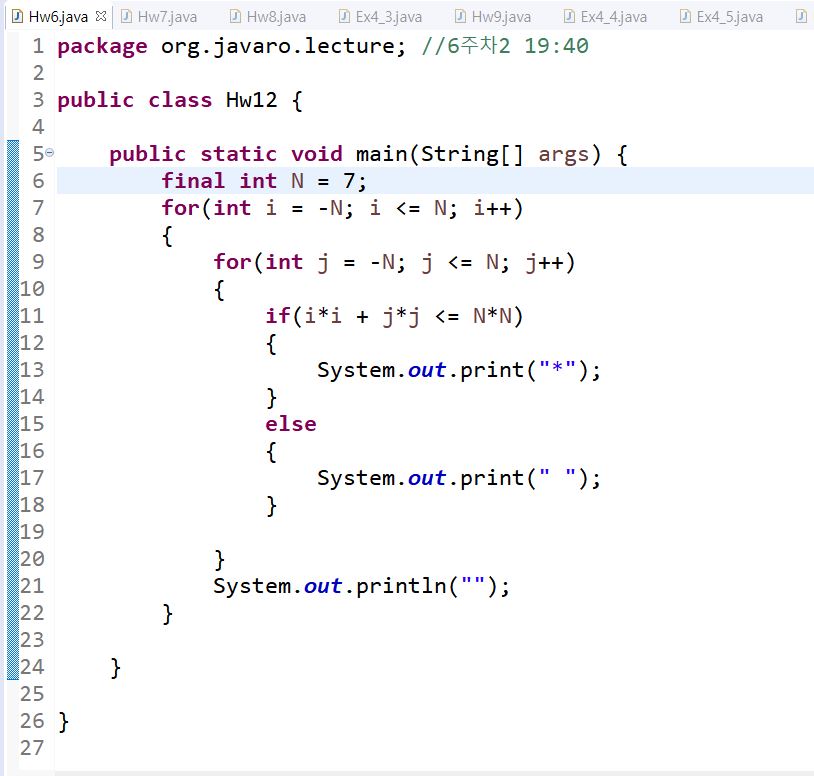 Hw6.java Hw7.java Hw8.java Ex4_3.java Hw9.java Ex4_4.java Ex4_5.java
1 package org.javaro.lecture; //6주차2 19:40
2
3 public class Hw12 {
4
5 public static void main(String[] args) {
6 final int N = 7;
7 for(int i = -N; i <= N; i++)
8 {
9 for(int j = -N; j <= N; j++)
10 {
11 if(i*i + j*j <= N*N)
12 {
13 System.out.print("*");
14 }
15 else
16 {
17 System.out.print(" ");
18 }
19
20 }
21 System.out.println("");
22 }
23
24 }
25
26 }
27